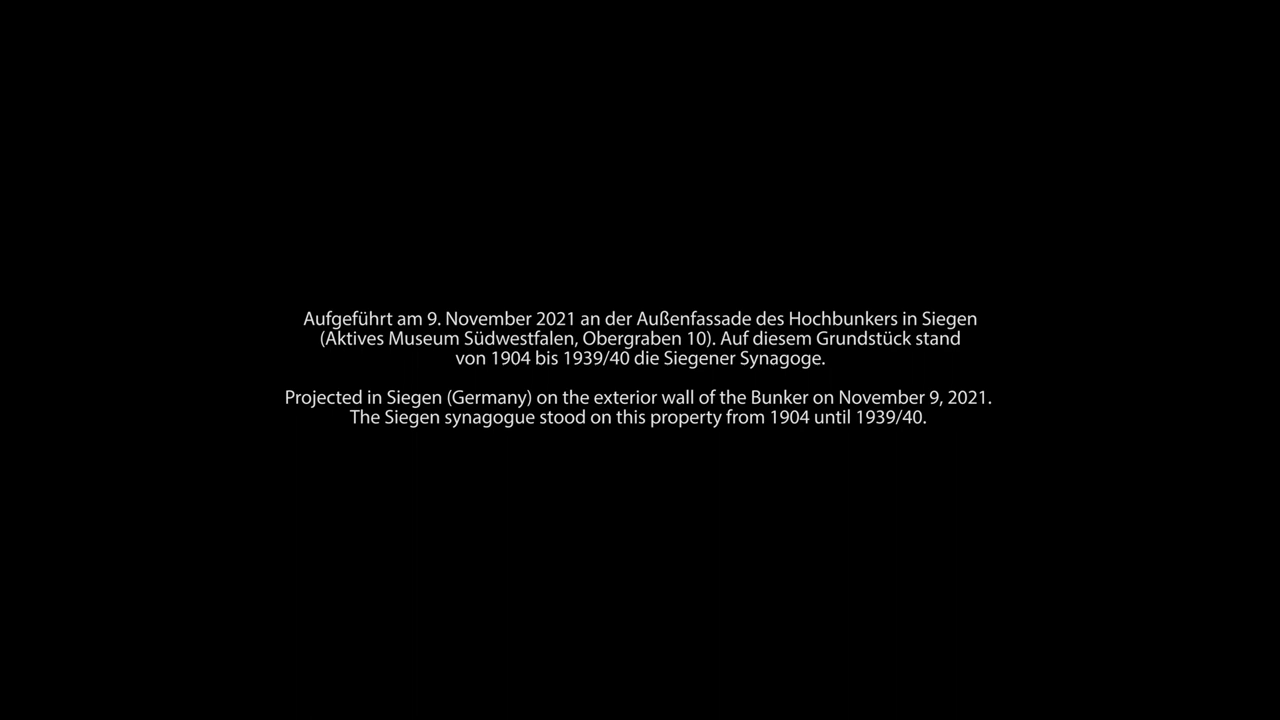 Aufgeführt am 9. November 2021 an der Außenfassade des Hochbunkers in Siegen
(Aktives Museum Südwestfalen, Obergraben 10). Auf diesem Grundstück stand
von 1904 bis 1939/40 die Siegener Synagoge.
Projected in Siegen (Germany) on the exterior wall of the Bunker on November 9, 2021.
The Siegen synagogue stood on this property from 1904 until 1939/40.